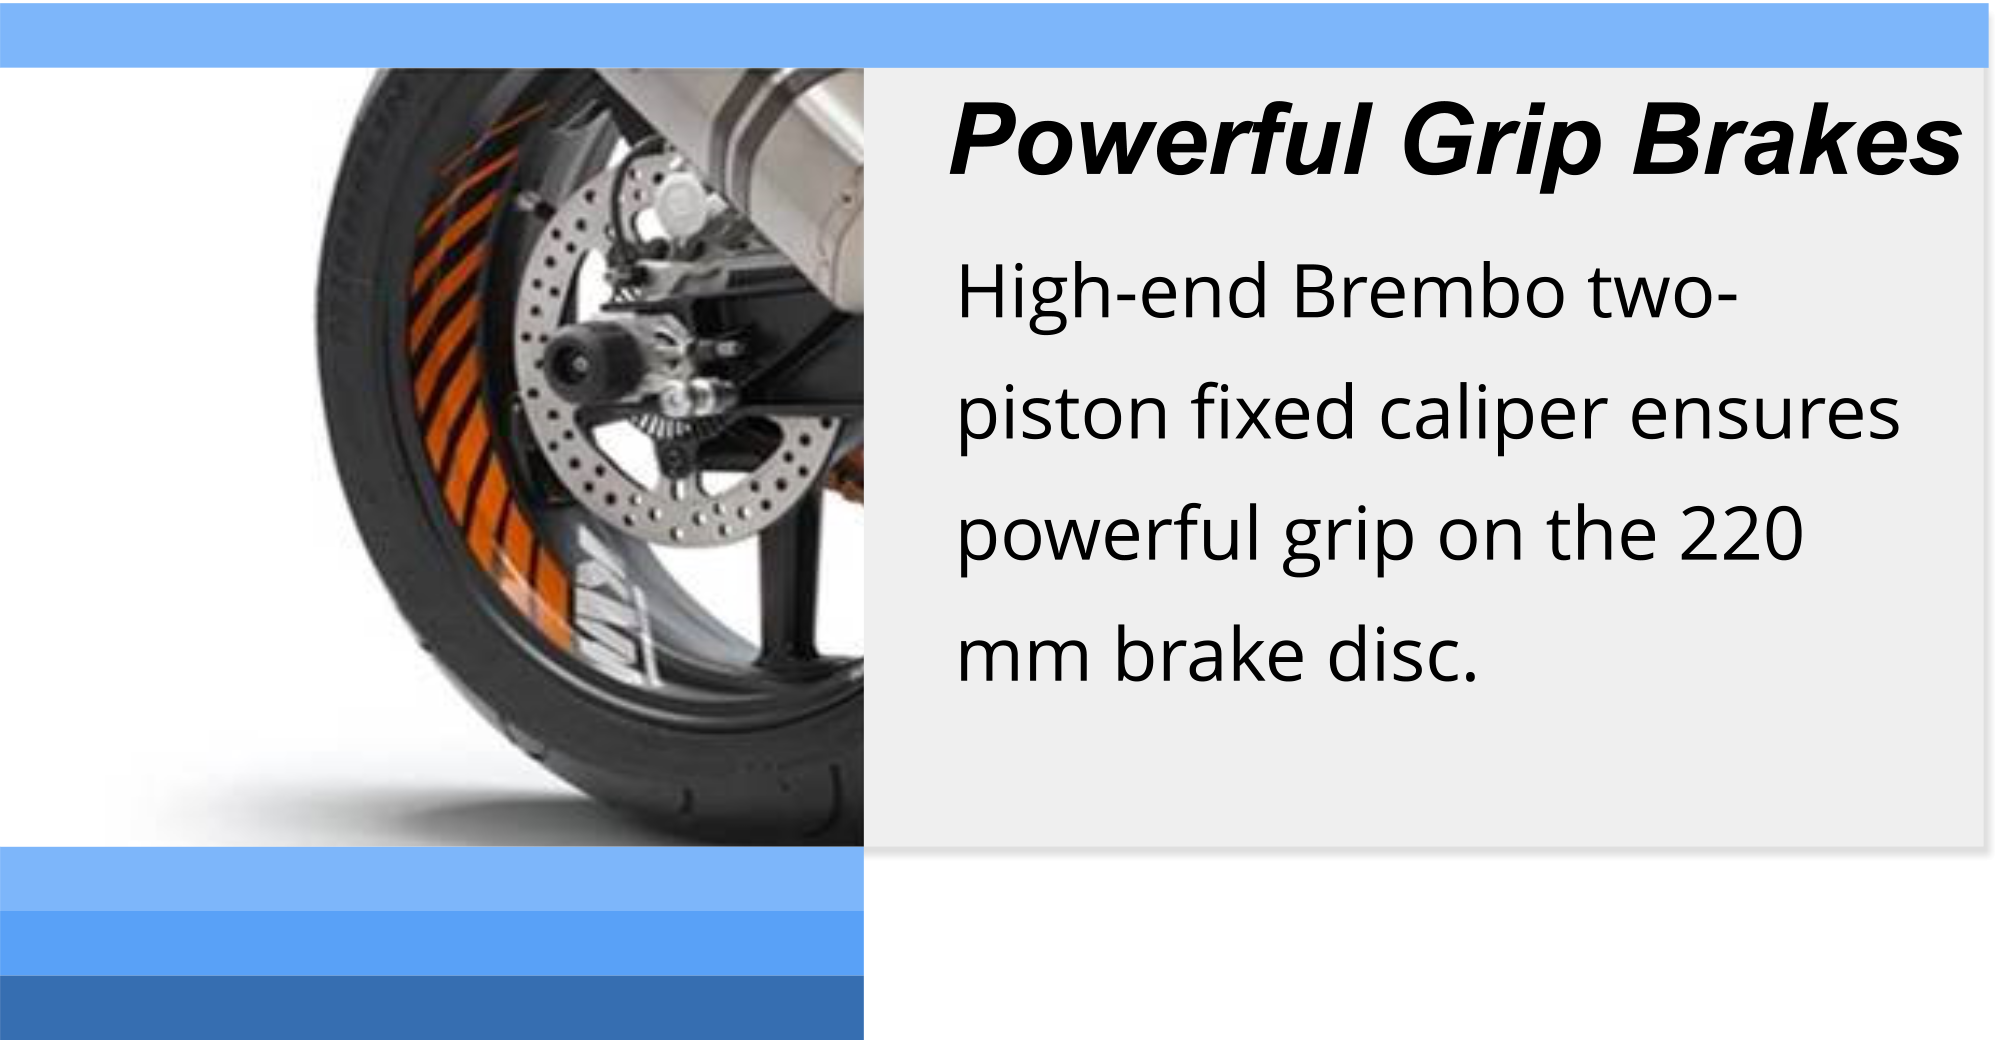 Powerful Grip Brakes
High-end Brembo two-
piston fixed caliper ensures
powerful grip on the 220
mm brake disc.
KTM